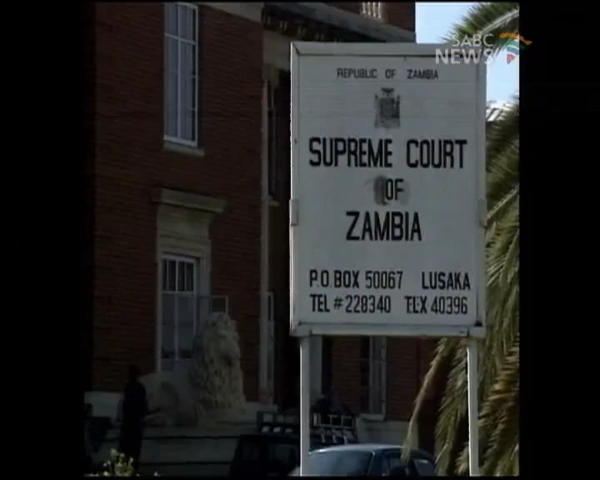 SABC
NEWS
REPUBLIC OF ZAMBIA
SUPREME COURT
OF
ZAMBIA
P.O.BOX 50067 LUSAKA
TEL #228340 TLX 40396